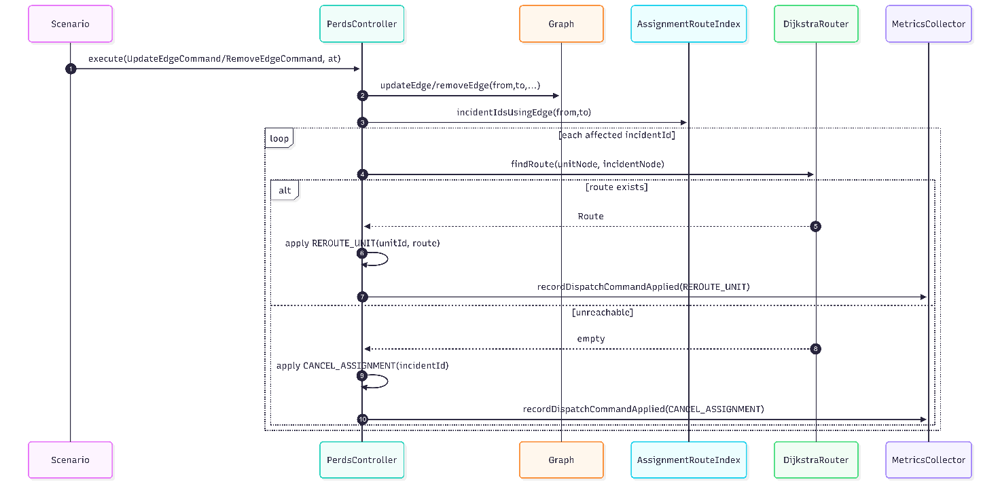 Scenario
PerdsController
Graph
AssignmentRouteIndex
DijkstraRouter
MetricsCollector
execute(UpdateEdgeCommand/RemoveEdgeCommand, at)
1
updateEdge/removeEdge(from,to,...)
2
incidentIdsUsingEdge(from,to)
3
loop
[each affected incidentId]
findRoute(unitNode, incidentNode)
4
alt
[route exists]
Route
5
apply REROUTE_UNIT(unitId, route)
6
recordDispatchCommandApplied(REROUTE_UNIT)
7
[unreachable]
empty
8
apply CANCEL_ASSIGNMENT(incidentId)
9
recordDispatchCommandApplied(CANCEL_ASSIGNMENT)
10
Scenario
PerdsController
Graph
AssignmentRouteIndex
DijkstraRouter
MetricsCollector